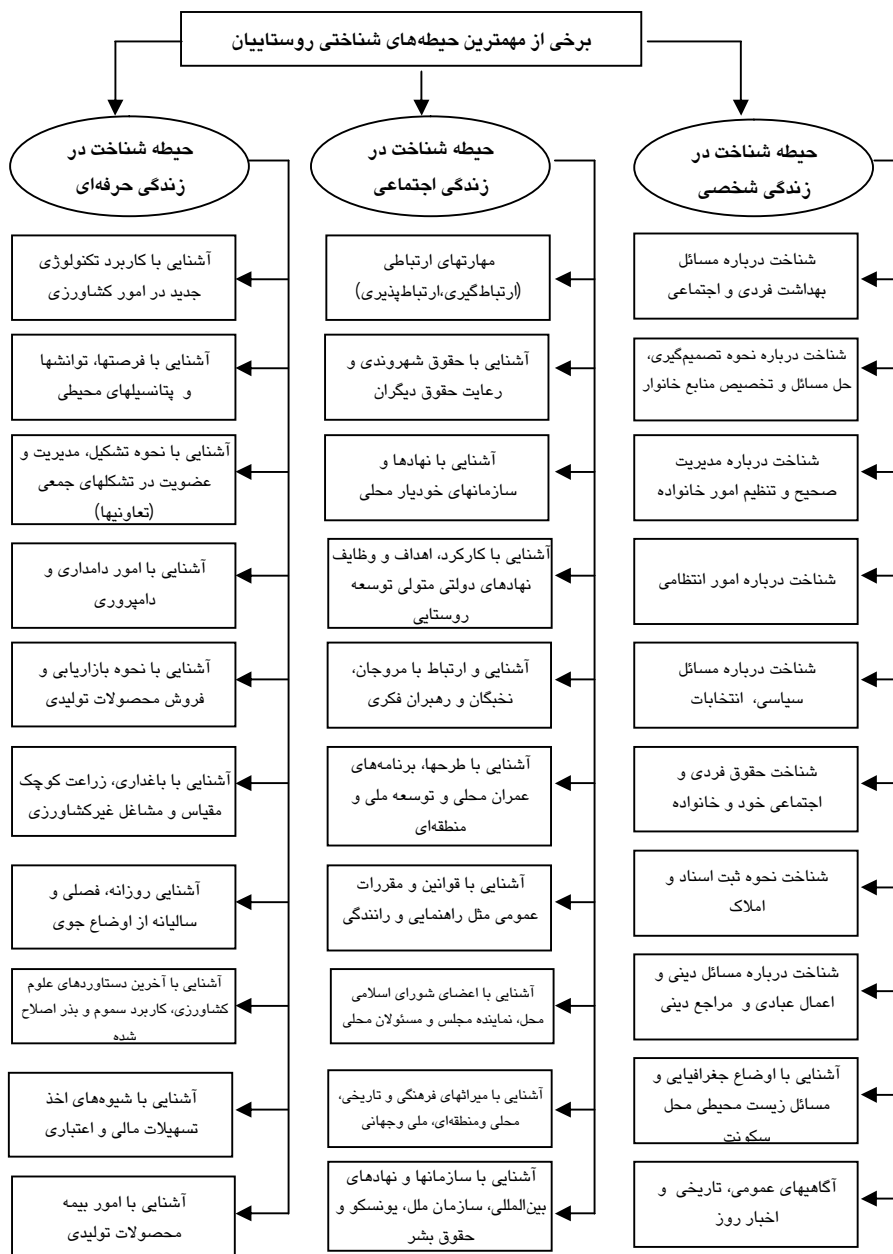 برخی از مهمترین حیطه‌های شناختی روستاییان
حیطه شناخت در
زندگی شخصی
شناخت درباره مسائل
بهداشت فردی و اجتماعی
شناخت درباره نحوه تصمیم‌گیری،
حل مسائل و تخصیص منابع خانوار
شناخت درباره مدیریت
صحیح و تنظیم امور خانواده
شناخت درباره امور انتظامی
شناخت درباره مسائل
سیاسی، انتخابات
شناخت حقوق فردی و
اجتماعی خود و خانواده
شناخت نحوه ثبت اسناد و
املاک
شناخت درباره مسائل دینی و
اعمال عبادی و مراجع دینی
آشنایی با اوضاع جغرافیایی و
مسائل زیست محیطی محل
سکونت
آگاهیهای عمومی، تاریخی و
اخبار روز
حیطه شناخت در
زندگی اجتماعی
مهارتهای ارتباطی
(ارتباط‌گیری،ارتباط‌پذیری)
آشنایی با حقوق شهروندی و
رعایت حقوق دیگران
آشنایی با نهادها و
سازمانهای خودیار محلی
آشنایی با کارکرد، اهداف و وظایف
نهادهای دولتی متولی توسعه
روستایی
آشنایی و ارتباط با مروجان،
نخبگان و رهبران فکری
آشنایی با طرحها، برنامه‌های
عمران محلی و توسعه ملی و
منطقه‌ای
آشنایی با قوانین و مقررات
عمومی مثل راهنمایی و رانندگی
آشنایی با اعضای شورای اسلامی
محل، نماینده مجلس و مسئولان محلی
آشنایی با میراثهای فرهنگی و تاریخی،
محلی ومنطقه‌ای، ملی وجهانی
آشنایی با سازمانها و نهادهای
بین‌المللی، سازمان ملل، یونسکو و
حقوق بشر
حیطه شناخت در
زندگی حرفه‌ای
آشنایی با کاربرد تکنولوژی
جدید در امور کشاورزی
آشنایی با فرصتها، توانشها
و پتانسیلهای محیطی
آشنایی با نحوه تشکیل، مدیریت و
عضویت در تشکلهای جمعی
(تعاونیها)
آشنایی با امور دامداری و
دامپروری
آشنایی با نحوه بازاریابی و
فروش محصولات تولیدی
آشنایی با باغداری، زراعت کوچک
مقیاس و مشاغل غیرکشاورزی
آشنایی روزانه، فصلی و
سالیانه از اوضاع جوی
آشنایی با آخرین دستاوردهای علوم
کشاورزی، کاربرد سموم و بذر اصلاح
شده
آشنایی با شیوه‌های اخذ
تسهیلات مالی و اعتباری
آشنایی با امور بیمه
محصولات تولیدی